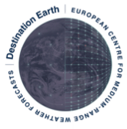 Destination Earth | EUROPEAN CENTRE FOR MEDIUM-RANGE WEATHER FORECASTS